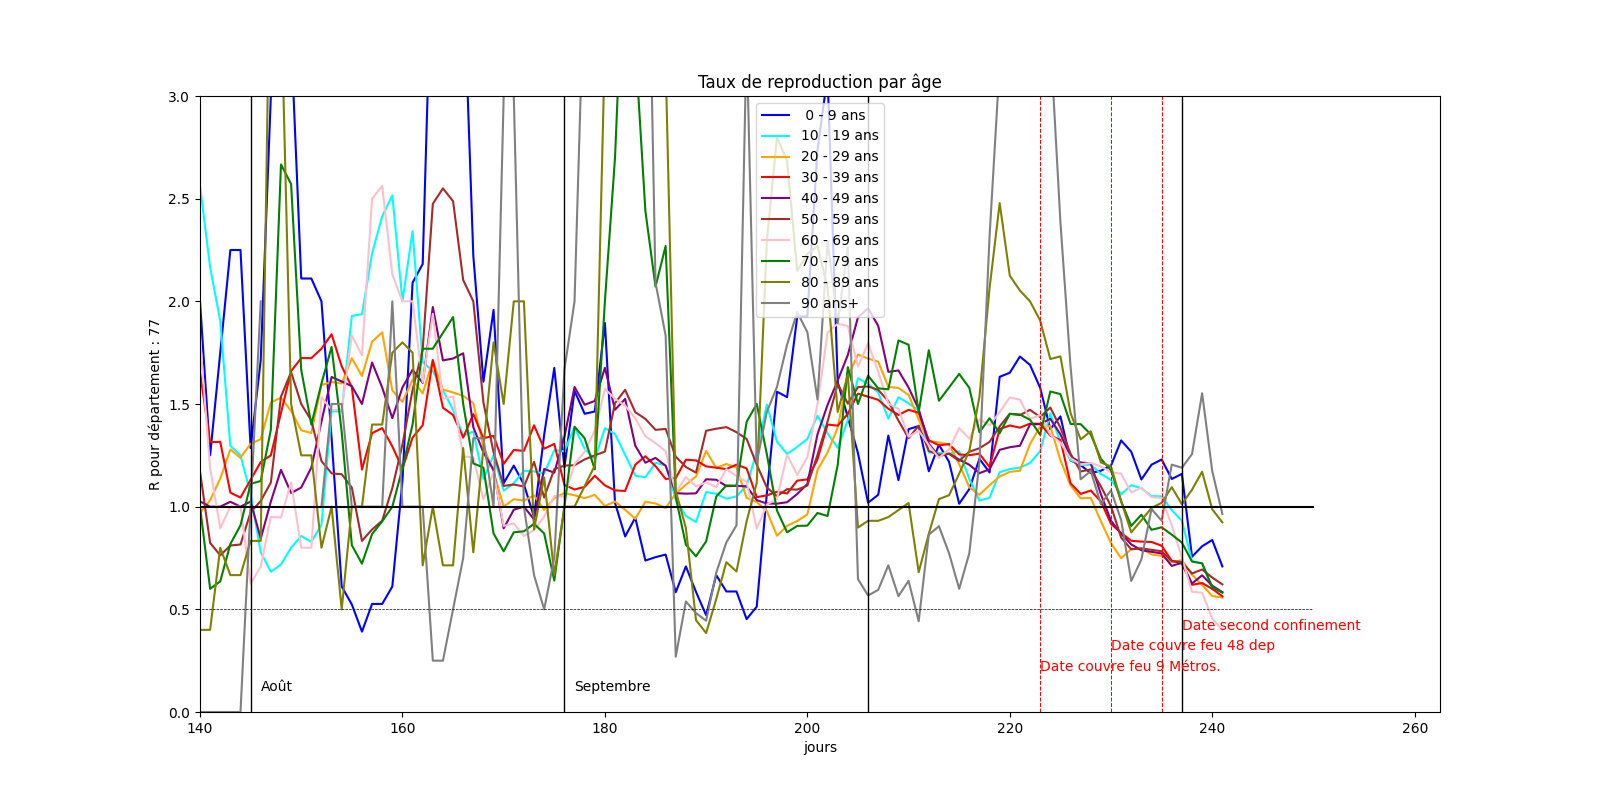 Taux de reproduction par âge
R pour département : 77
3.0
2.5
2.0
1.5
1.0
0.5
0.0
0 - 9 ans
10 - 19 ans
20 - 29 ans
30 - 39 ans
40 - 49 ans
50 - 59 ans
60 - 69 ans
70 - 79 ans
80 - 89 ans
90 ans+
Date second confinement
Date couvre feu 48 dep
Date couvre feu 9 Métros.
Août
Septembre
140
160
180
200
220
240
260
jours